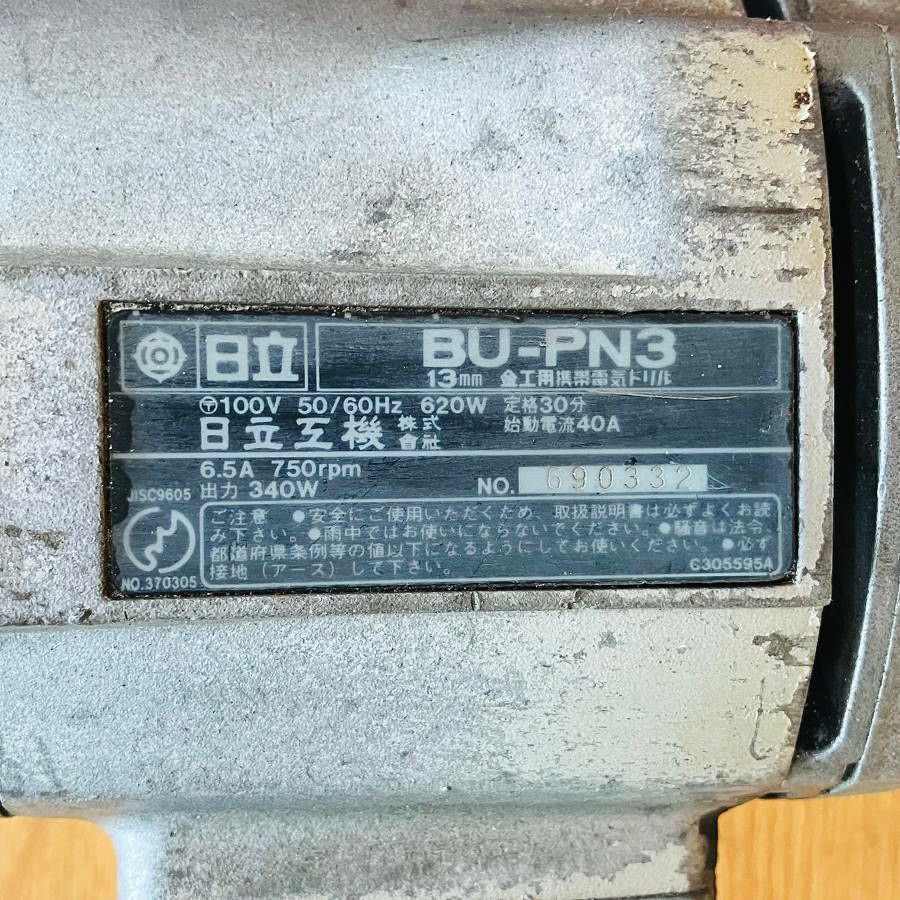 日立 BU-PN3
13mm 金工用携帯電気ドリル
〶100V 50/60Hz 620W 定格30分
日立工機株式會社 始動電流40A
6.5A 750rpm
JISC9605 出力 340W NO. 690332
ご注意 ●安全にご使用いただくため、取扱説明書は必ずよくお読
み下さい。●雨中ではお使いにならないでください。●騒音は法令、
都道府県条例等の値以下になるようにしてお使いください。●必ず
接地(アース)して下さい。
NO.370305 G305595A